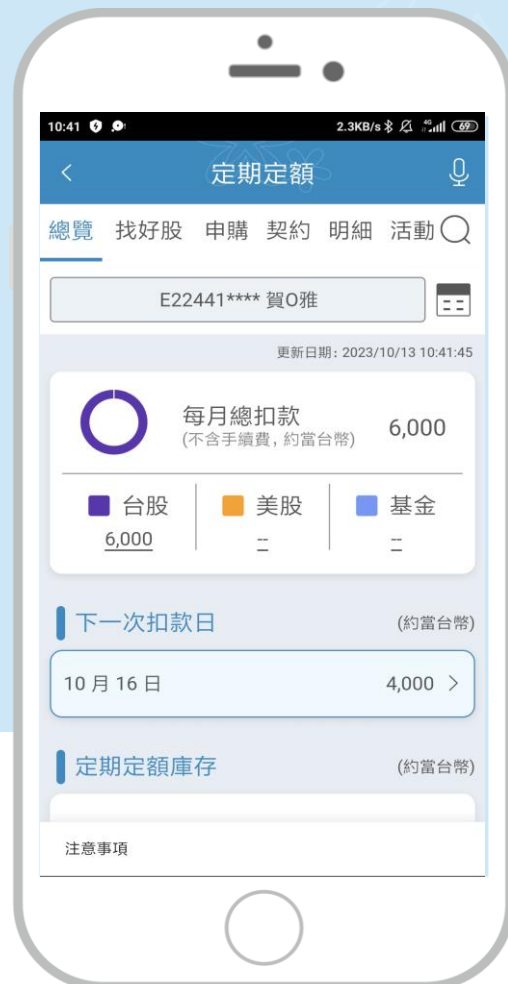 10:41 2.3KB/s 4G 69
定期定額
總覽 找好股 申購 契約 明細 活動
E22441**** 賀O雅
更新日期: 2023/10/13 10:41:45
每月總扣款 6,000
(不含手續費, 約當台幣)
台股 美股 基金
6,000 -- --
下一次扣款日 (約當台幣)
10 月 16 日 4,000 >
定期定額庫存 (約當台幣)
注意事項